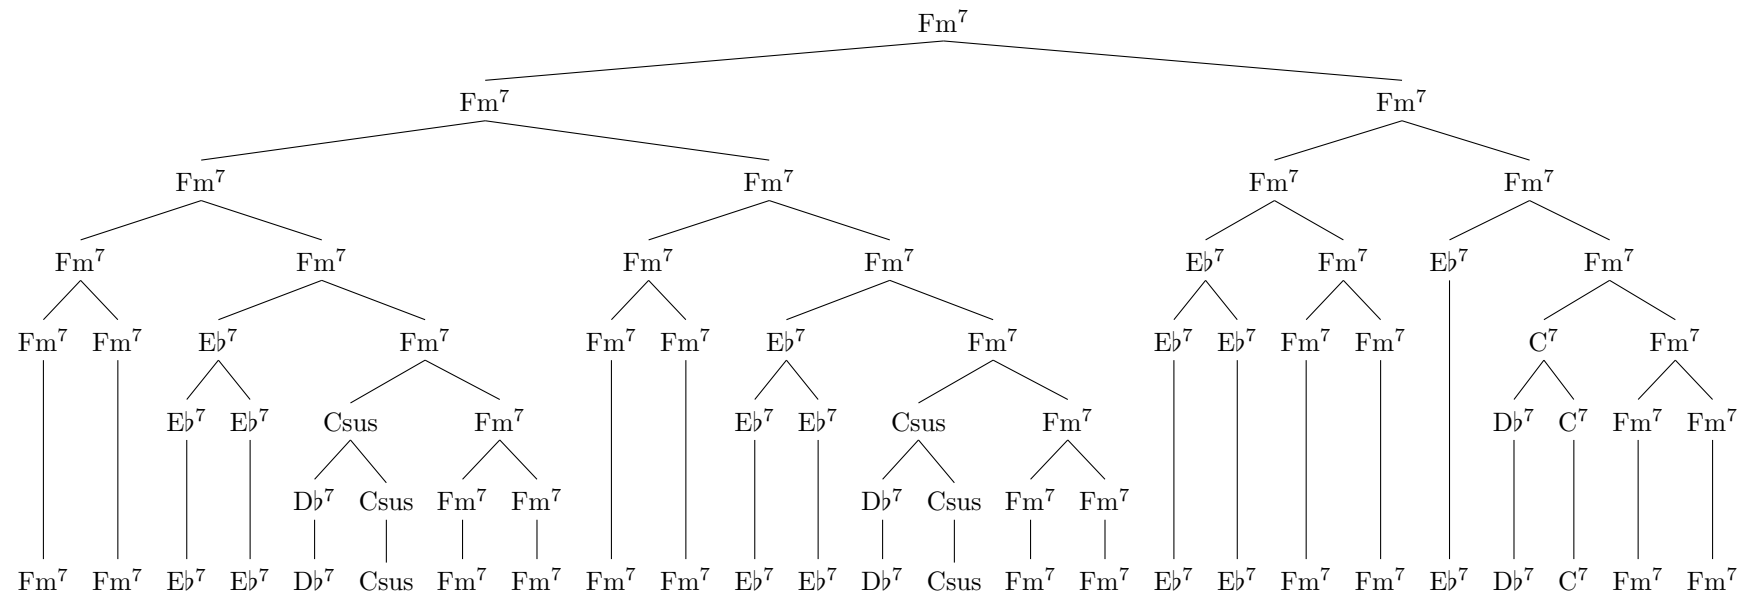 Fm⁷
Fm⁷ Fm⁷
Fm⁷ Fm⁷ Fm⁷ Fm⁷
Fm⁷ Fm⁷ Fm⁷ Fm⁷ E♭⁷ Fm⁷ E♭⁷ Fm⁷
Fm⁷ Fm⁷ E♭⁷ Fm⁷ Fm⁷ Fm⁷ E♭⁷ Fm⁷ E♭⁷ E♭⁷ Fm⁷ Fm⁷ C⁷ Fm⁷
E♭⁷ E♭⁷ Csus Fm⁷ E♭⁷ E♭⁷ Csus Fm⁷ D♭⁷ C⁷ Fm⁷ Fm⁷
D♭⁷ Csus Fm⁷ Fm⁷ D♭⁷ Csus Fm⁷ Fm⁷
Fm⁷ Fm⁷ E♭⁷ E♭⁷ D♭⁷ Csus Fm⁷ Fm⁷ Fm⁷ Fm⁷ E♭⁷ E♭⁷ D♭⁷ Csus Fm⁷ Fm⁷ E♭⁷ E♭⁷ Fm⁷ Fm⁷ E♭⁷ D♭⁷ C⁷ Fm⁷ Fm⁷